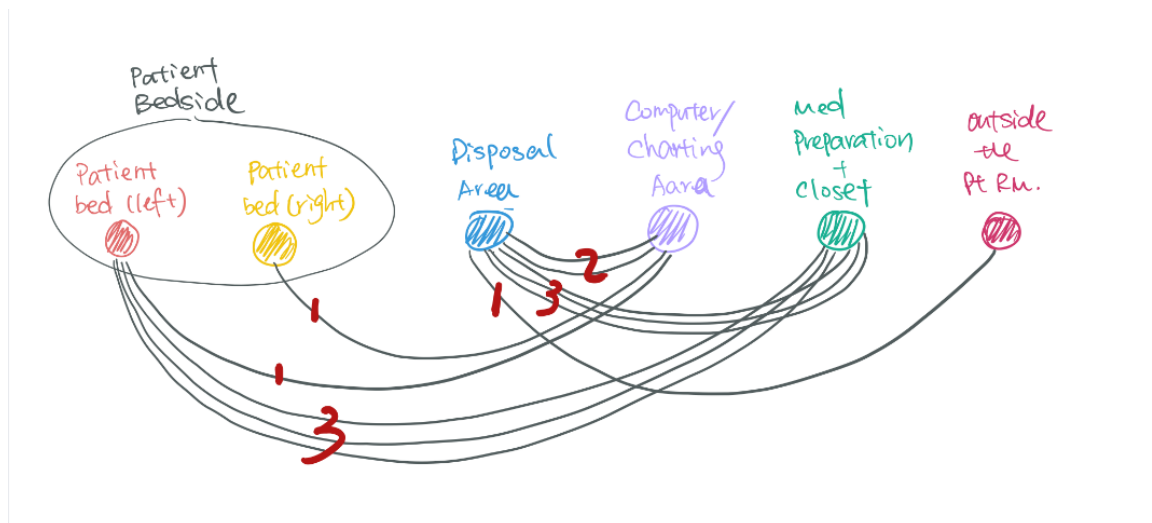 Patient
Bedside
Patient
bed (left)
Patient
bed (right)
Disposal
Area
Computer/
Charting
Aara
Med
Preparation
+
Closet
outside
the
Pt Rm.
2
1
3
1
1
3